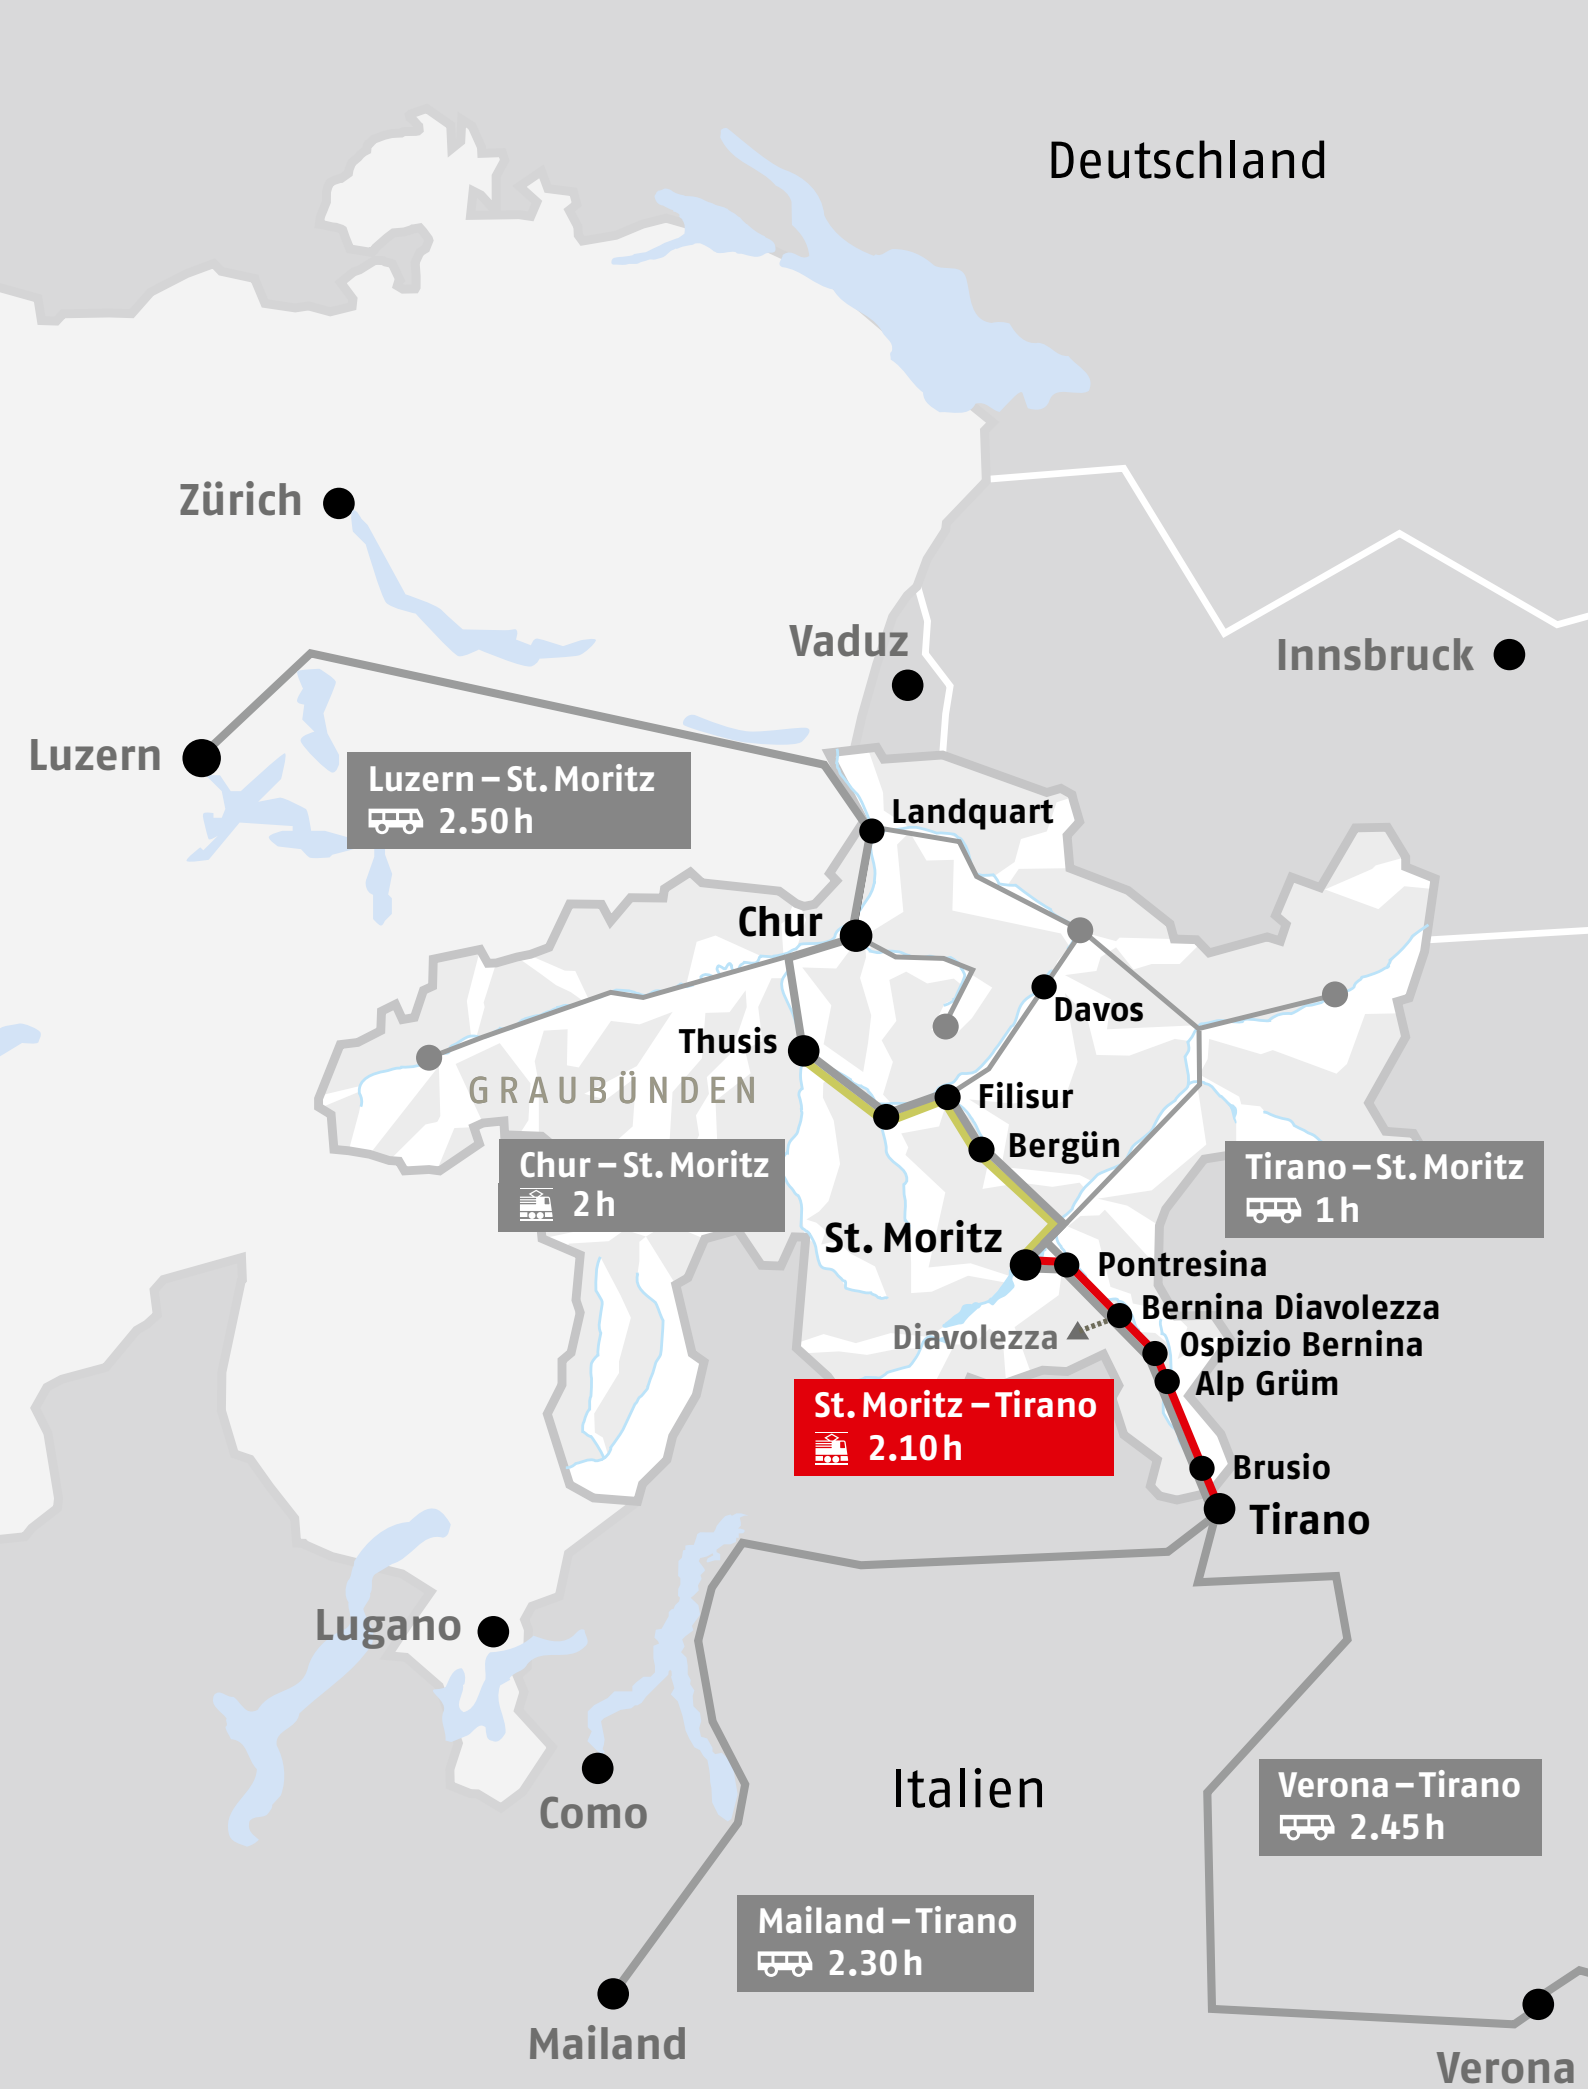 Deutschland
Zürich
Vaduz
Innsbruck
Luzern
Luzern – St. Moritz
2.50 h
Landquart
Chur
Davos
Thusis
GRAUBÜNDEN
Filisur
Bergün
Chur – St. Moritz
2 h
Tirano – St. Moritz
1 h
St. Moritz
Pontresina
Bernina Diavolezza
Diavolezza
Ospizio Bernina
Alp Grüm
St. Moritz – Tirano
2.10 h
Brusio
Tirano
Lugano
Como
Italien
Verona – Tirano
2.45 h
Mailand – Tirano
2.30 h
Mailand
Verona